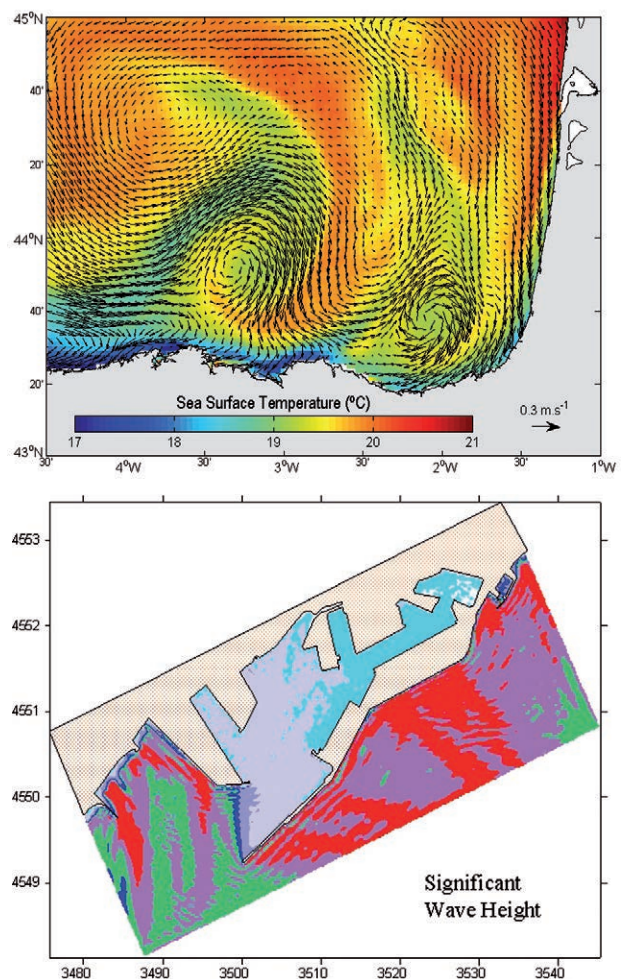 45°N
40'
20'
44°N
40'
20'
43°N
Sea Surface Temperature (ºC)
17 18 19 20 21
0.3 m.s-1
30' 4°W 30' 3°W 30' 2°W 30' 1°W
4553
4552
4551
4550
4549
Significant
Wave Height
3480 3490 3500 3510 3520 3530 3540